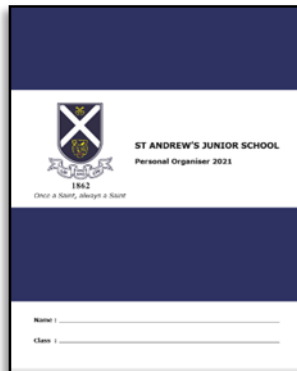 ST ANDREW'S JUNIOR SCHOOL
Personal Organiser 2021
1862
Once a Saint, always a Saint
Name :
Class :